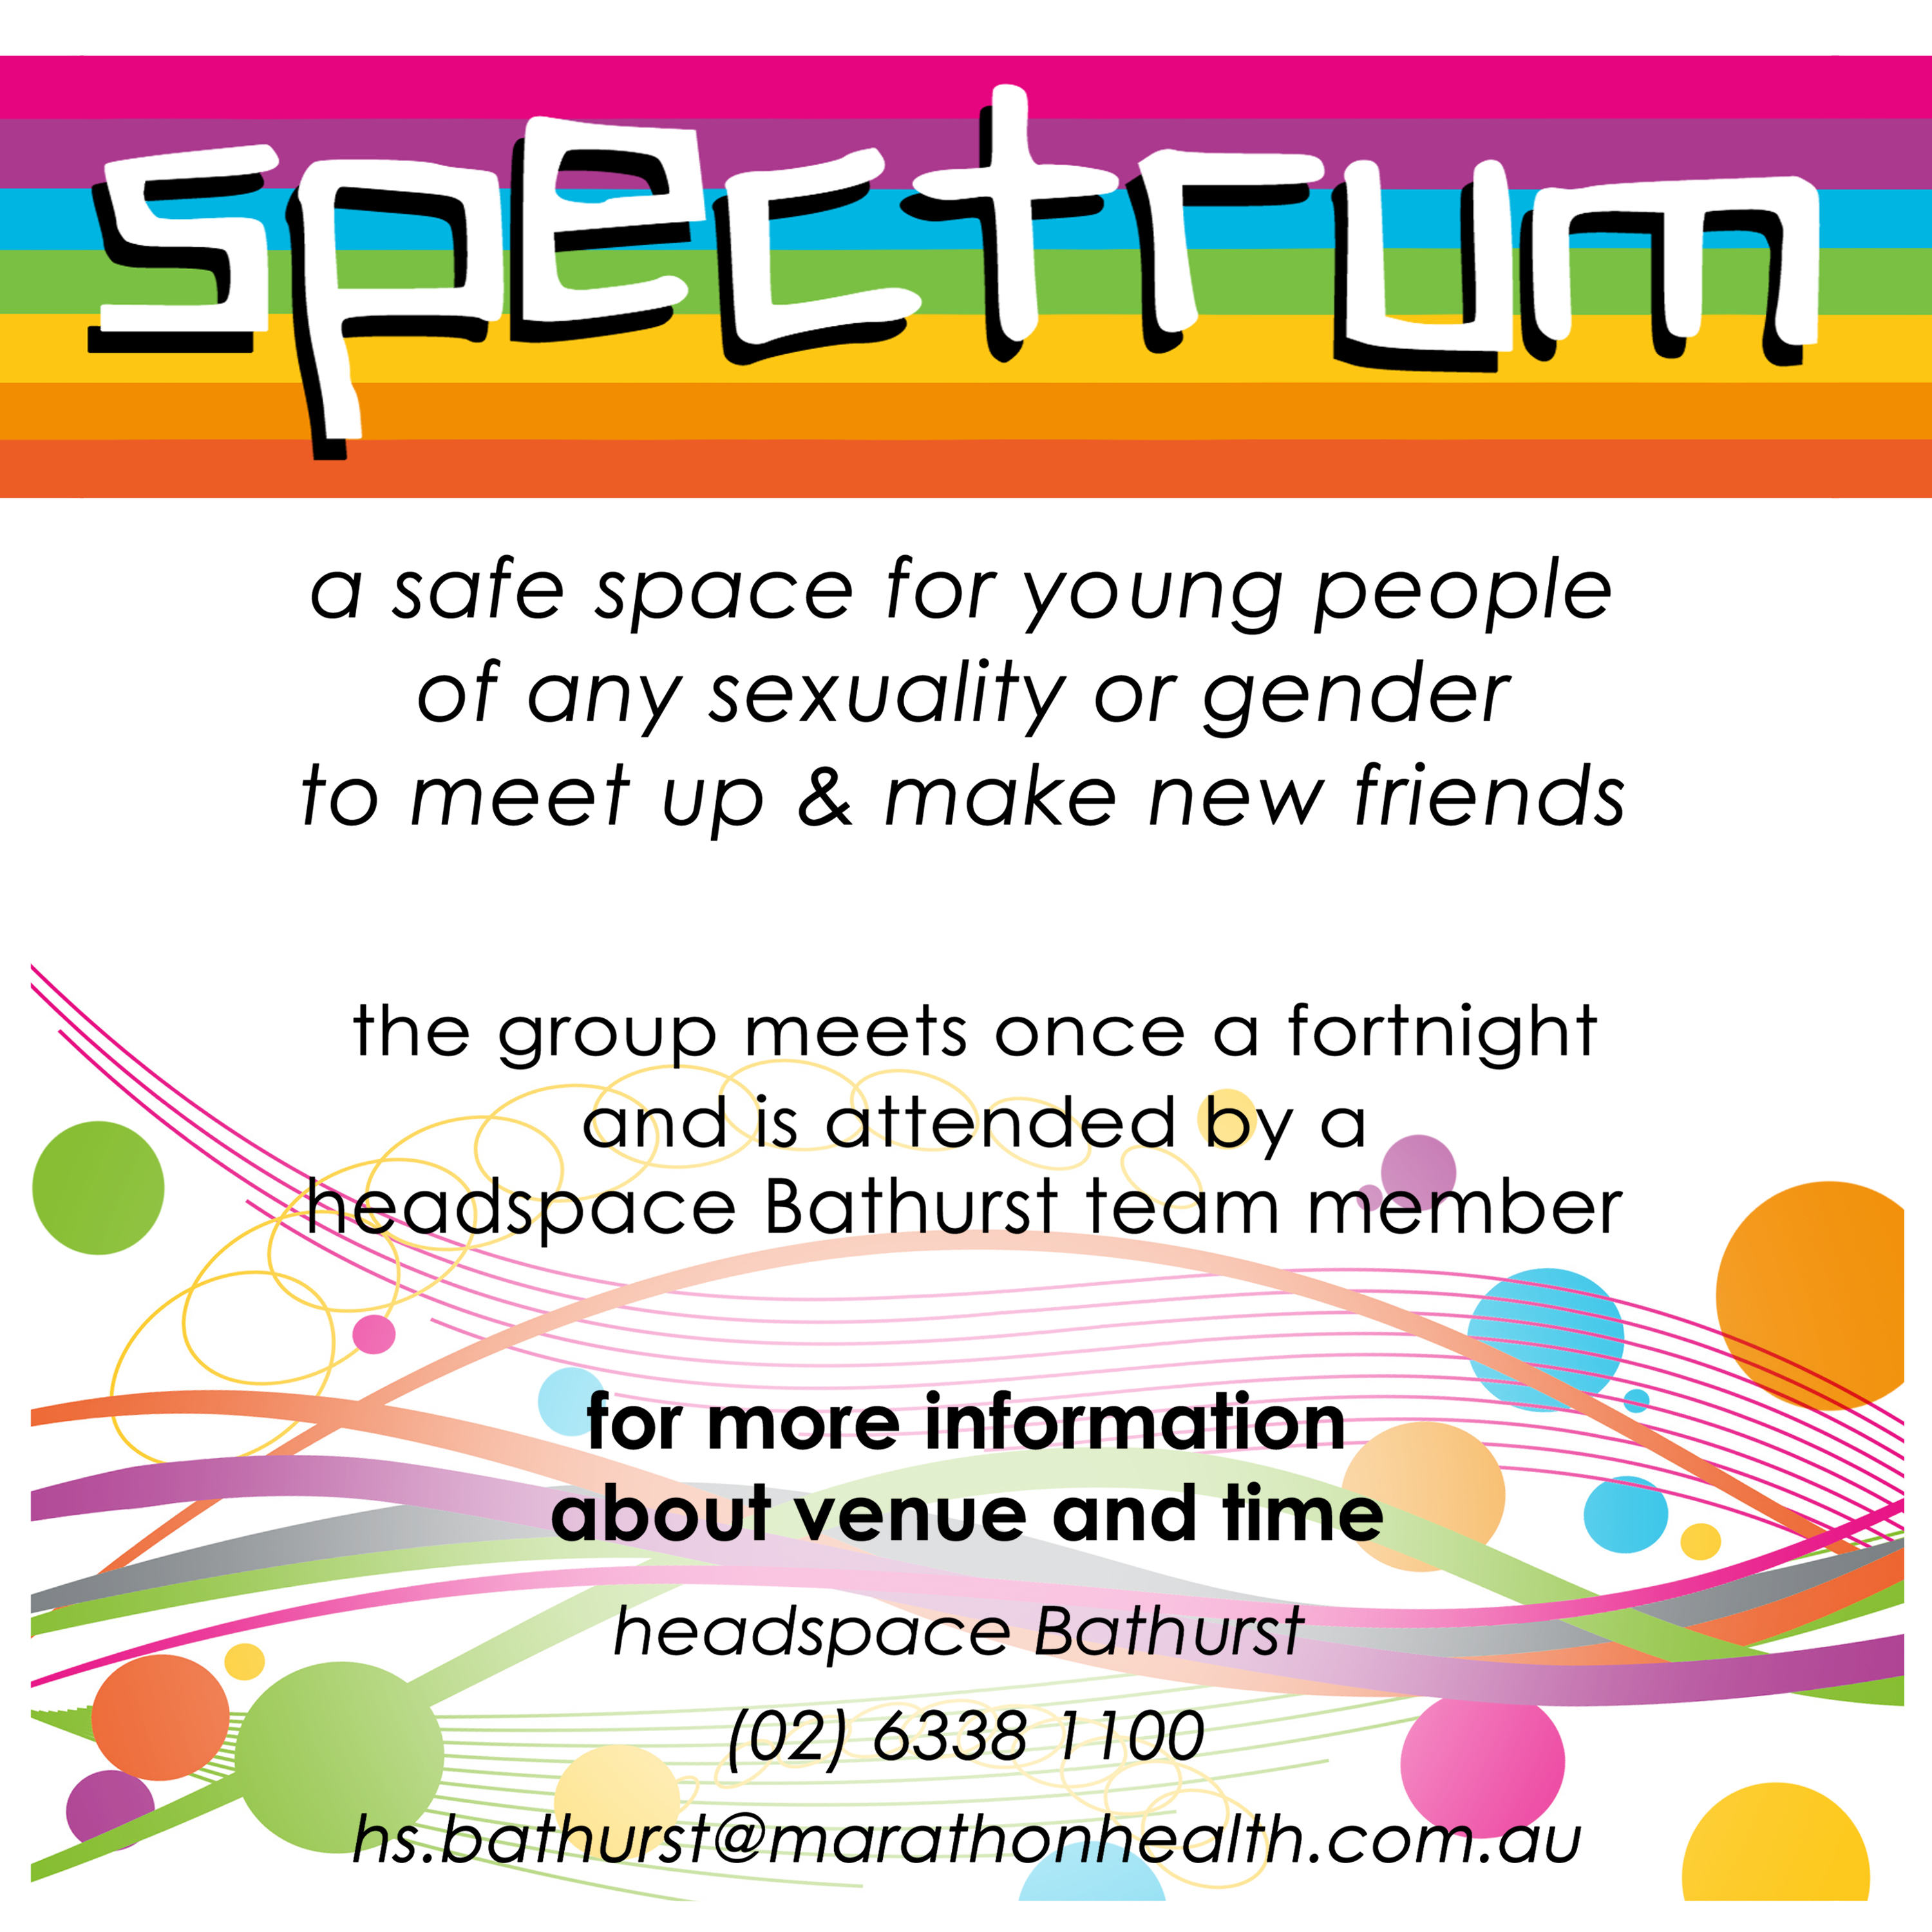 spectrum
a safe space for young people
of any sexuality or gender
to meet up & make new friends
the group meets once a fortnight
and is attended by a
headspace Bathurst team member
for more information
about venue and time
headspace Bathurst
(02) 6338 1100
hs.bathurst@marathonhealth.com.au